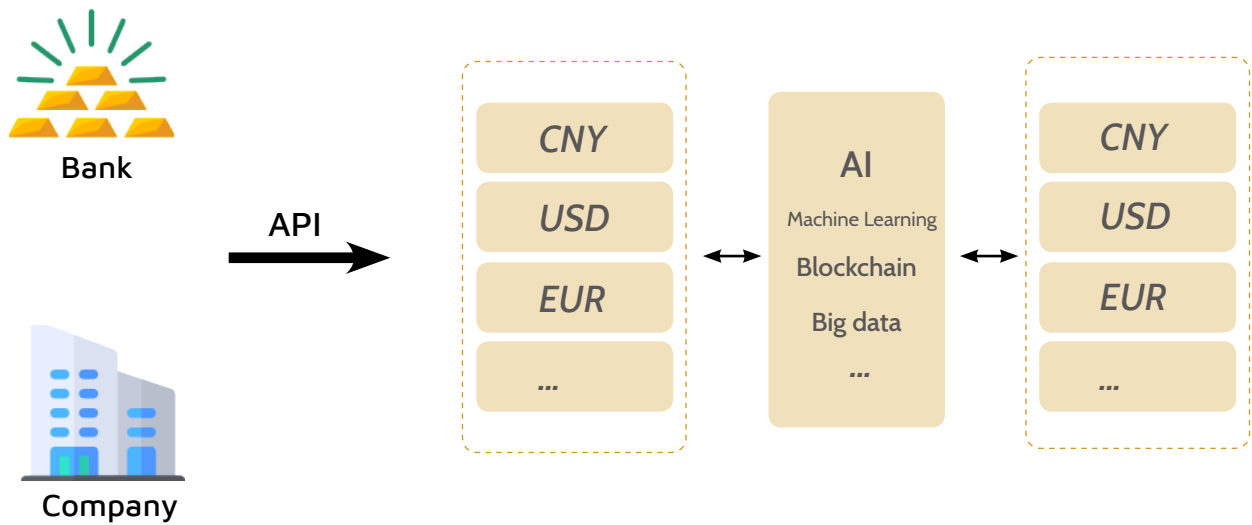 Bank
Company
API
CNY
USD
EUR
...
AI
Machine Learning
Blockchain
Big data
...
CNY
USD
EUR
...